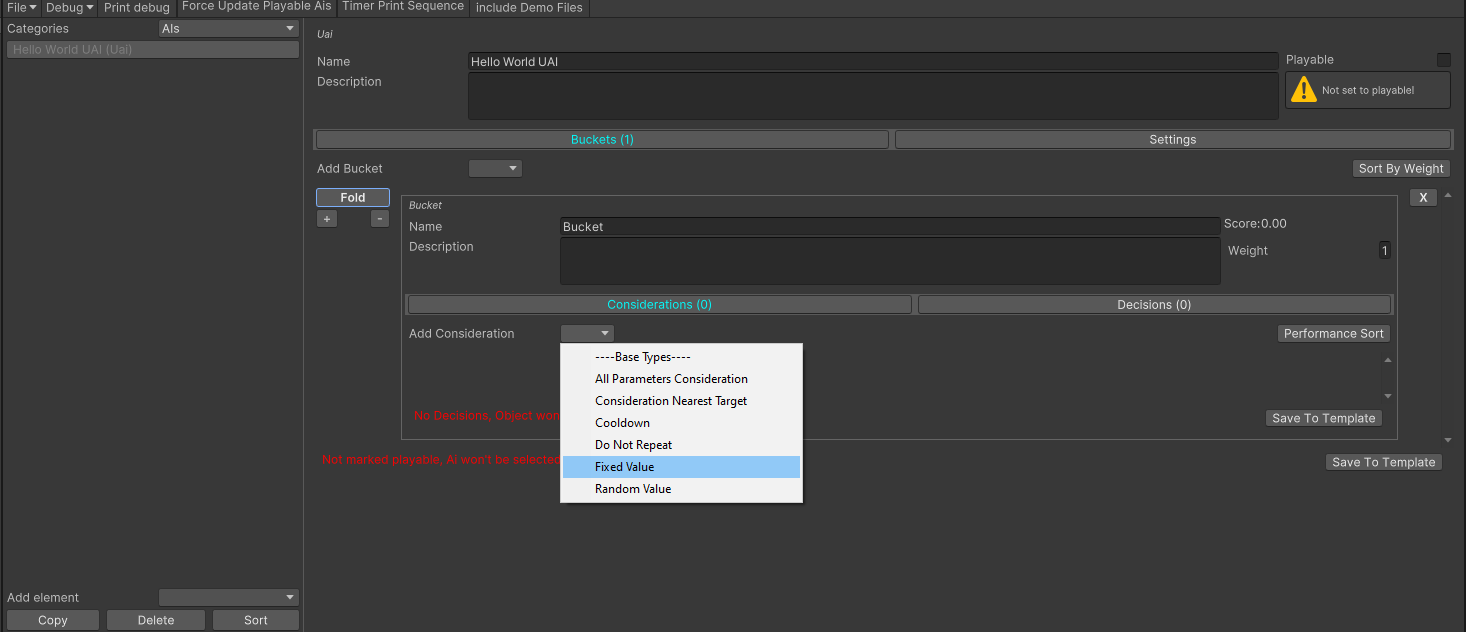 File Debug Print debug Force Update Playable Ais Timer Print Sequence include Demo Files
Categories AIs
Hello World UAI (Uai)
Uai
Name Hello World UAI Playable
Description
Not set to playable!
Buckets (1) Settings
Add Bucket Sort By Weight
Fold X
+ -
Bucket
Name Bucket Score:0.00
Description Weight 1
Considerations (0) Decisions (0)
Add Consideration Performance Sort
----Base Types----
All Parameters Consideration
Consideration Nearest Target
Cooldown
Do Not Repeat
Fixed Value
Random Value
No Decisions, Object won
Save To Template
Not marked playable, Ai won't be selected
Save To Template
Add element
Copy Delete Sort